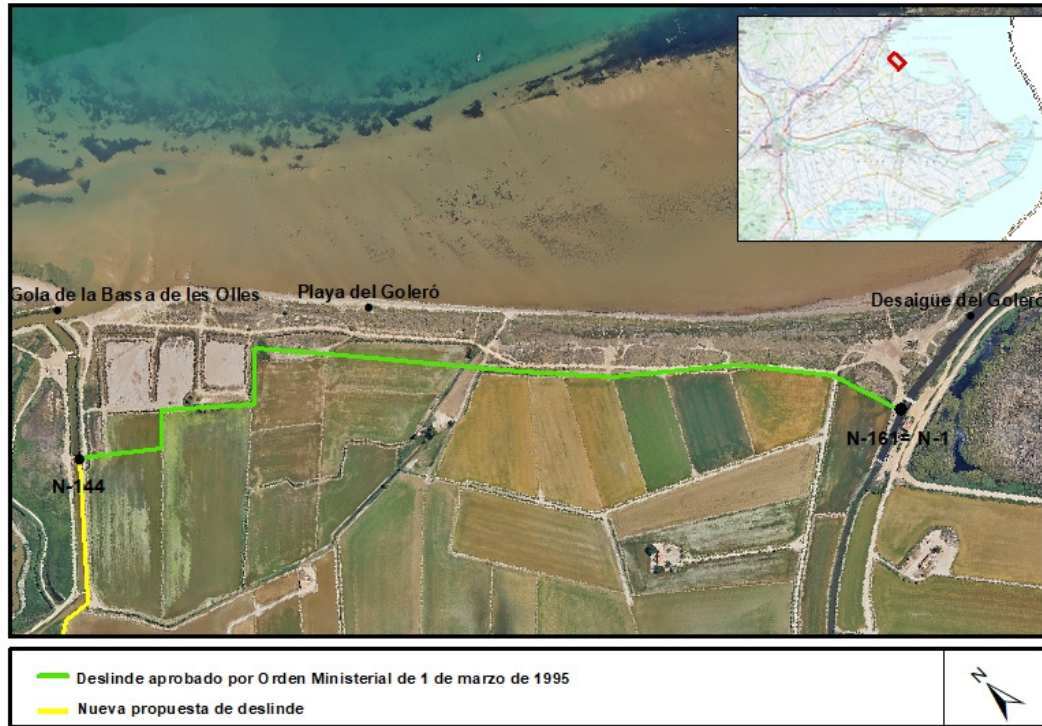 Gola de la Bassa de les Olles
Playa del Goleró
Desaigüe del Goleró
N-161= N-1
N-144
Deslinde aprobado por Orden Ministerial de 1 de marzo de 1995
Nueva propuesta de deslinde
N